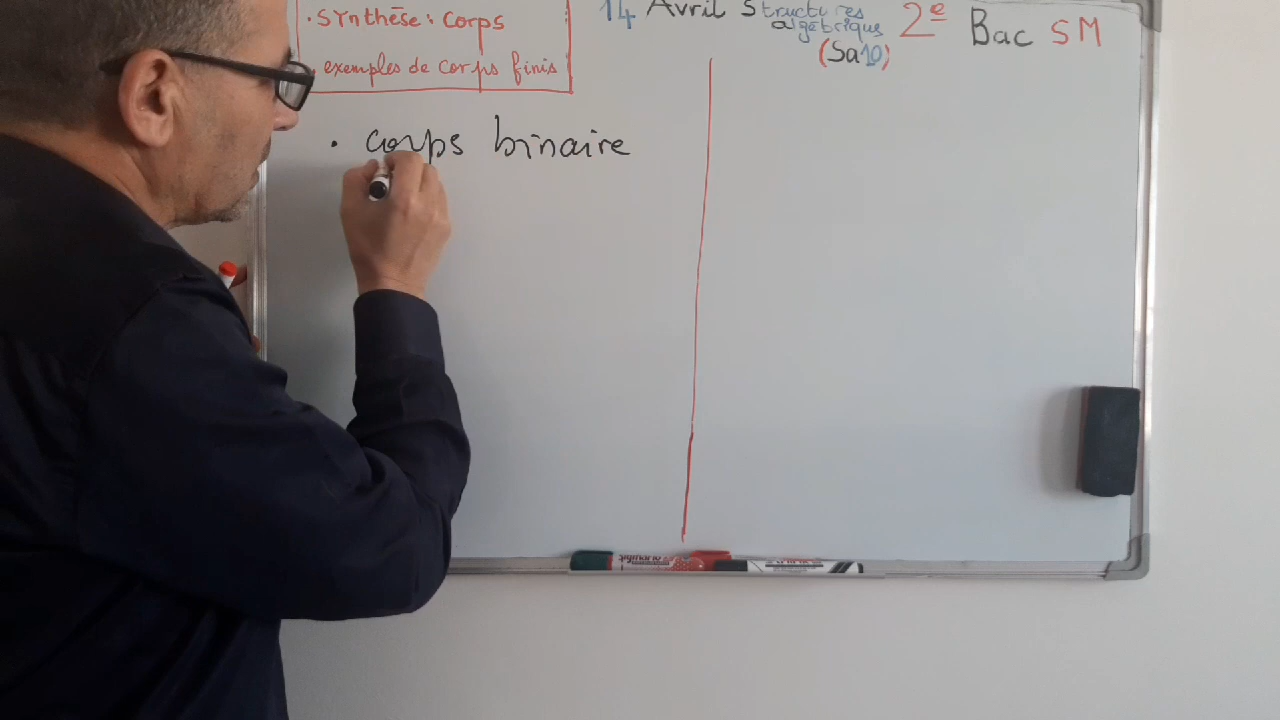 • Synthèse : Corps
exemples de corps finis
14 Avril Structures algébriques
(Sa10)
2e Bac SM
• corps binaire